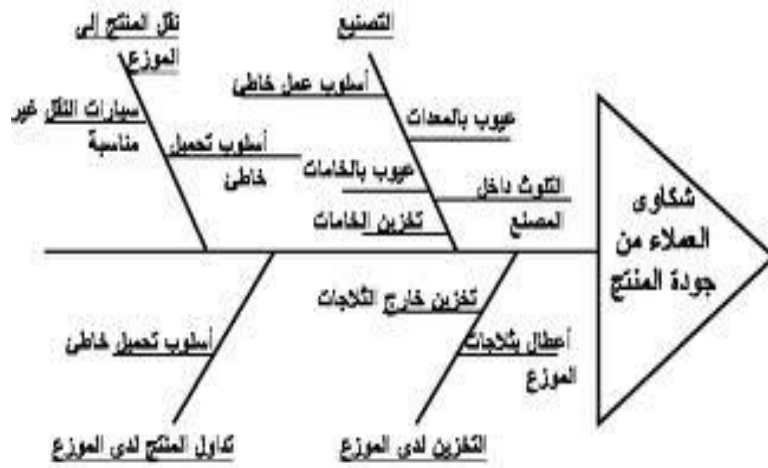 التصنيع
أسلوب عمل خاطئ
عيوب بالمعدات
عيوب بالخامات
التلوث داخل
المصنع
تخزين الخامات
نقل المنتج إلى
الموزع
سيارات النقل غير
مناسبة
أسلوب تحميل
خاطئ
شكاوى
العملاء من
جودة المنتج
تخزين خارج الثلاجات
أعطال بثلاجات
الموزع
التخزين لدى الموزع
أسلوب تحميل خاطئ
تداول المنتج لدى الموزع